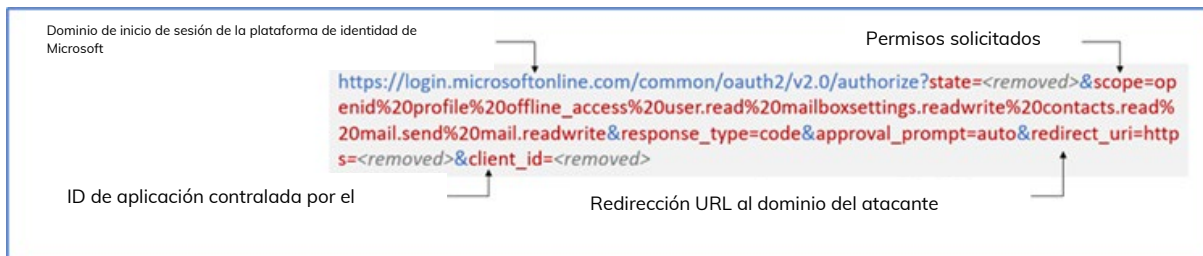 Dominio de inicio de sesión de la plataforma de identidad de
Microsoft
Permisos solicitados
https://login.microsoftonline.com/common/oauth2/v2.0/authorize?state=<removed>&scope=op
enid%20profile%20offline_access%20user.read%20mailboxsettings.readwrite%20contacts.read%
20mail.send%20mail.readwrite&response_type=code&approval_prompt=auto&redirect_uri=http
s=<removed>&client_id=<removed>
ID de aplicación contralada por el
Redirección URL al dominio del atacante